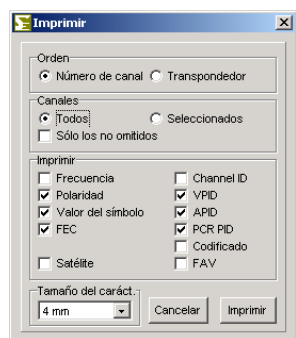 Imprimir
Orden
Número de canal Transpondedor
Canales
Todos Seleccionados
Sólo los no omitidos
Imprimir
Frecuencia Channel ID
Polaridad VPID
Valor del símbolo APID
FEC PCR PID
Codificado
Satélite FAV
Tamaño del caráct.
4 mm Cancelar Imprimir